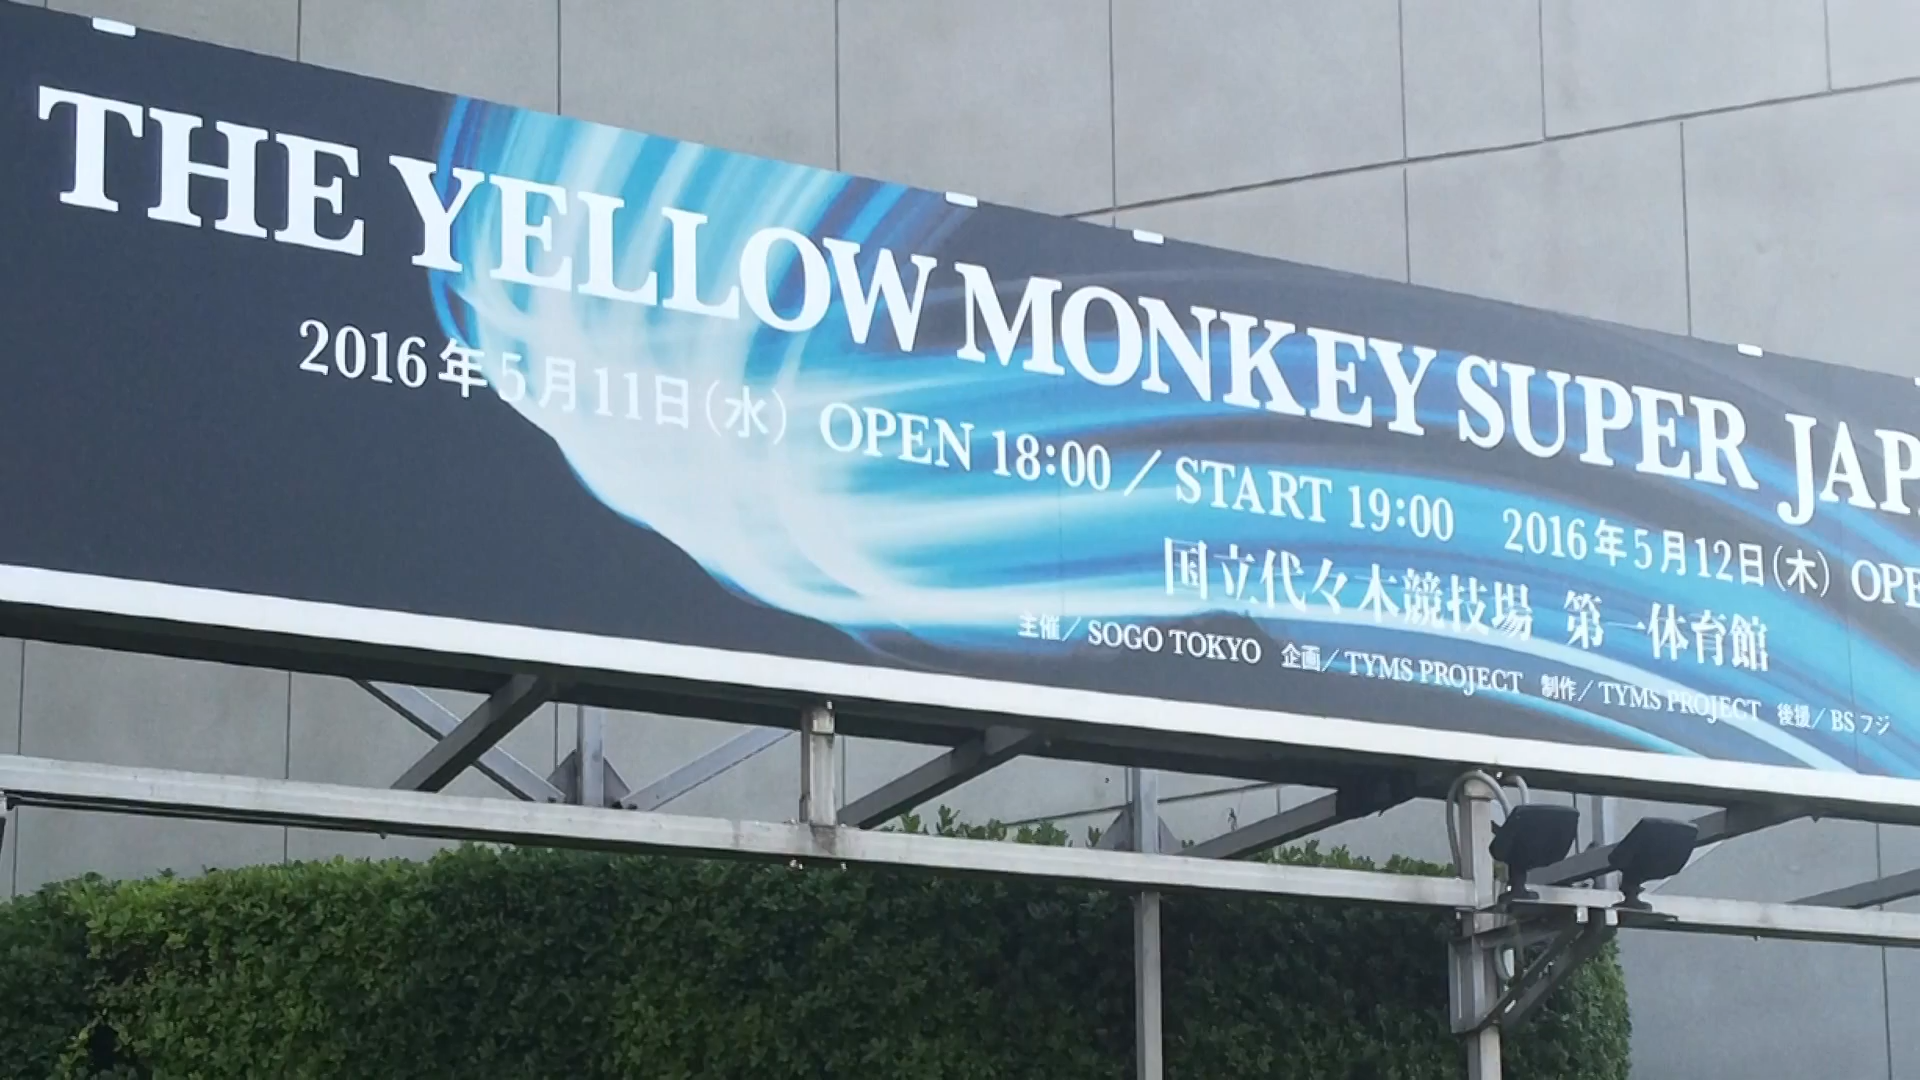 THE YELLOW MONKEY SUPER JAPA
2016年5月11日(水) OPEN 18:00／START 19:00 2016年5月12日(木) OPE
国立代々木競技場 第一体育館
主催／SOGO TOKYO 企画／TYMS PROJECT 制作／TYMS PROJECT 後援／BSフジ